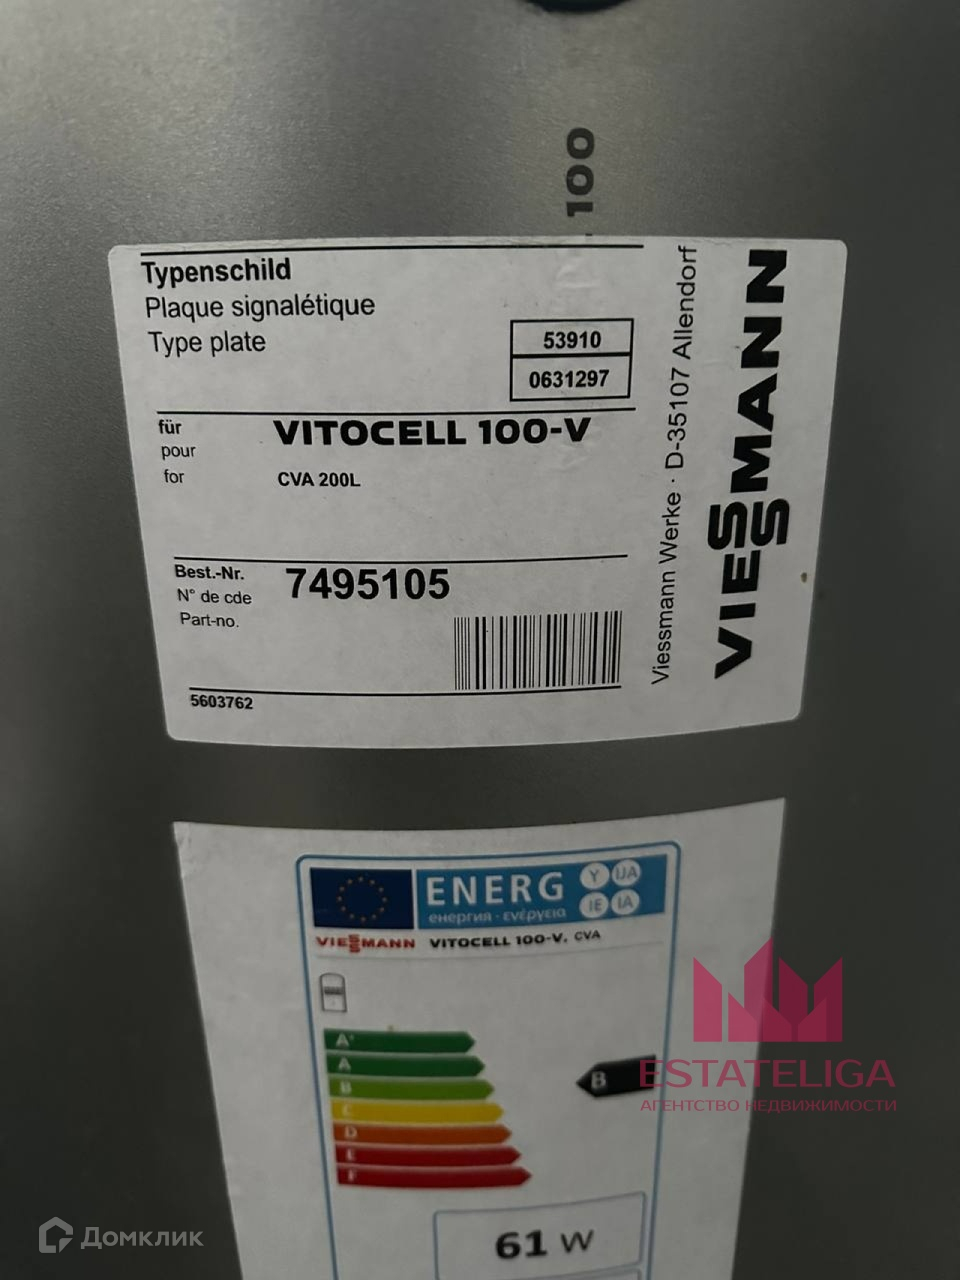 100
Typenschild
Plaque signalétique
Type plate
53910
0631297
für
pour
for
VITOCELL 100-V
CVA 200L
Best.-Nr.
N° de cde
Part-no.
7495105
5603762
Viessmann Werke · D-35107 Allendorf
VIESSMANN
ENERG
енергия · ενέργεια
Y IJA
IE IA
VIESSMANN VITOCELL 100-V, CVA
A+
A
B
C
D
E
F
B
61 W
ESTATELIGA
АГЕНТСТВО НЕДВИЖИМОСТИ
Домклик